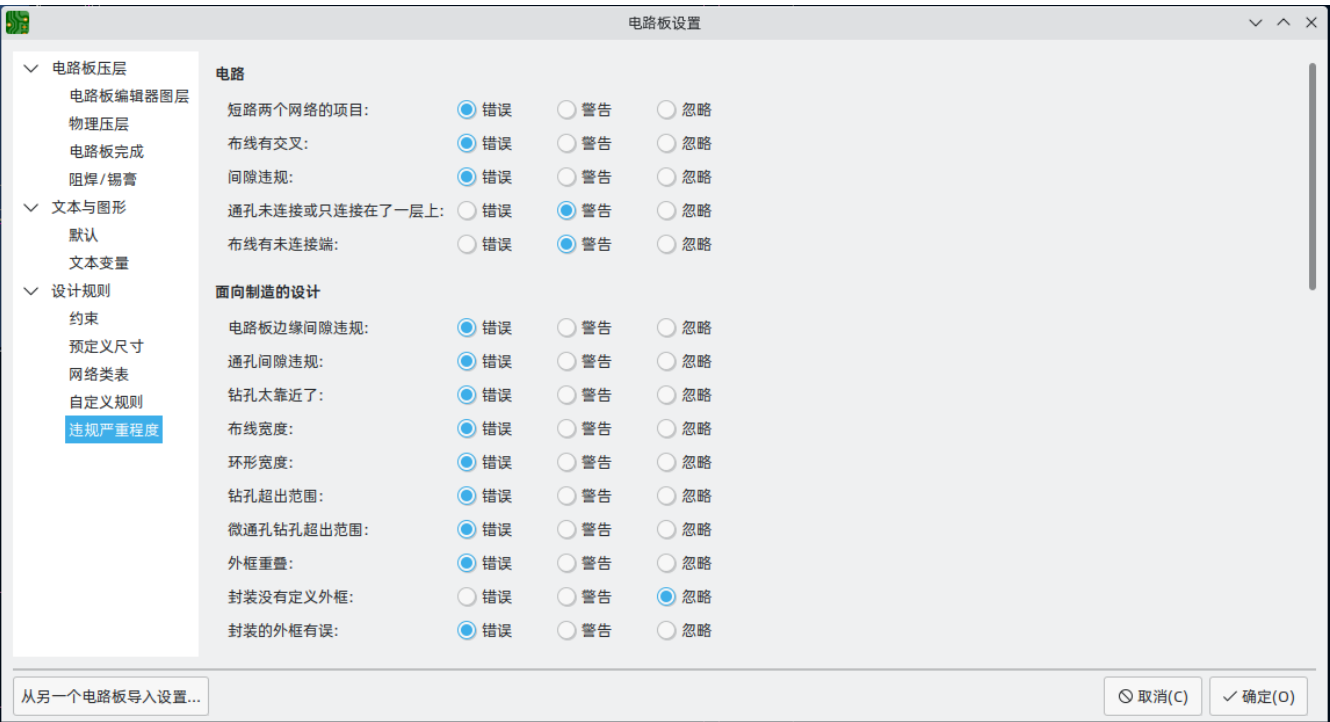 电路板设置
电路板压层
电路板编辑器图层
物理压层
电路板完成
阻焊/锡膏
文本与图形
默认
文本变量
设计规则
约束
预定义尺寸
网络类表
自定义规则
违规严重程度
电路
短路两个网络的项目: 错误 警告 忽略
布线有交叉: 错误 警告 忽略
间隙违规: 错误 警告 忽略
通孔未连接或只连接在了一层上: 错误 警告 忽略
布线有未连接端: 错误 警告 忽略
面向制造的设计
电路板边缘间隙违规: 错误 警告 忽略
通孔间隙违规: 错误 警告 忽略
钻孔太靠近了: 错误 警告 忽略
布线宽度: 错误 警告 忽略
环形宽度: 错误 警告 忽略
钻孔超出范围: 错误 警告 忽略
微通孔钻孔超出范围: 错误 警告 忽略
外框重叠: 错误 警告 忽略
封装没有定义外框: 错误 警告 忽略
封装的外框有误: 错误 警告 忽略
从另一个电路板导入设置... 取消(C) 确定(O)